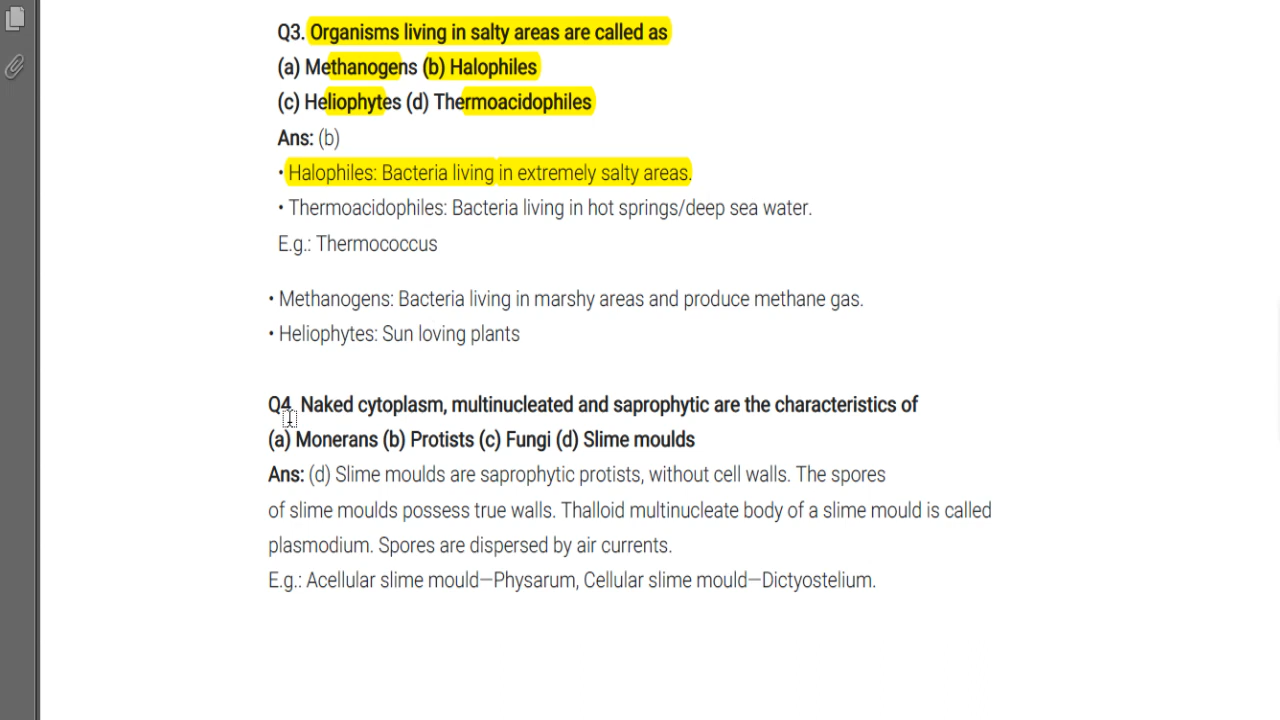 Q3. Organisms living in salty areas are called as
(a) Methanogens (b) Halophiles
(c) Heliophytes (d) Thermoacidophiles
Ans: (b)
• Halophiles: Bacteria living in extremely salty areas.
• Thermoacidophiles: Bacteria living in hot springs/deep sea water.
E.g.: Thermococcus
• Methanogens: Bacteria living in marshy areas and produce methane gas.
• Heliophytes: Sun loving plants
Q4. Naked cytoplasm, multinucleated and saprophytic are the characteristics of
(a) Monerans (b) Protists (c) Fungi (d) Slime moulds
Ans: (d) Slime moulds are saprophytic protists, without cell walls. The spores
of slime moulds possess true walls. Thalloid multinucleate body of a slime mould is called
plasmodium. Spores are dispersed by air currents.
E.g.: Acellular slime mould—Physarum, Cellular slime mould—Dictyostelium.